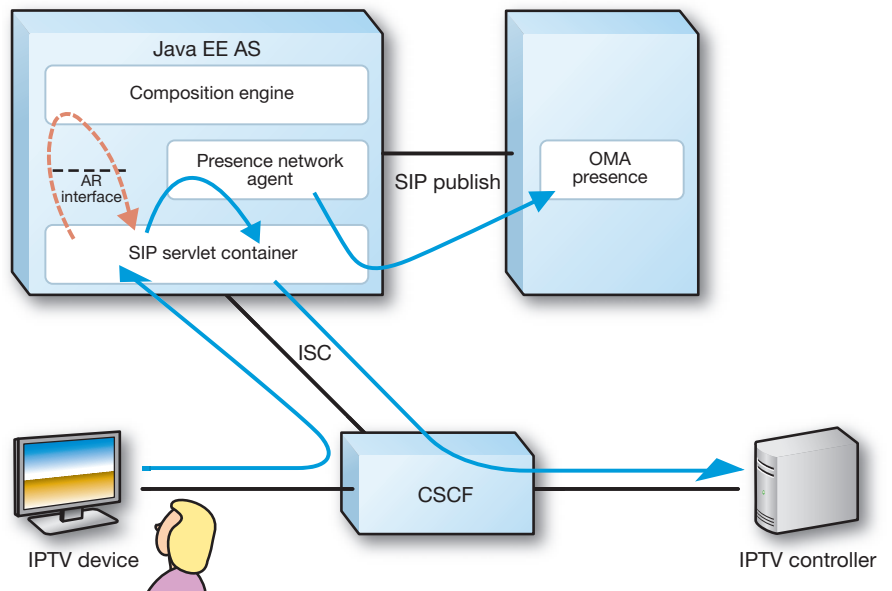 Java EE AS
Composition engine
Presence network
agent
AR
interface
SIP servlet container
SIP publish
OMA
presence
ISC
CSCF
IPTV device
IPTV controller